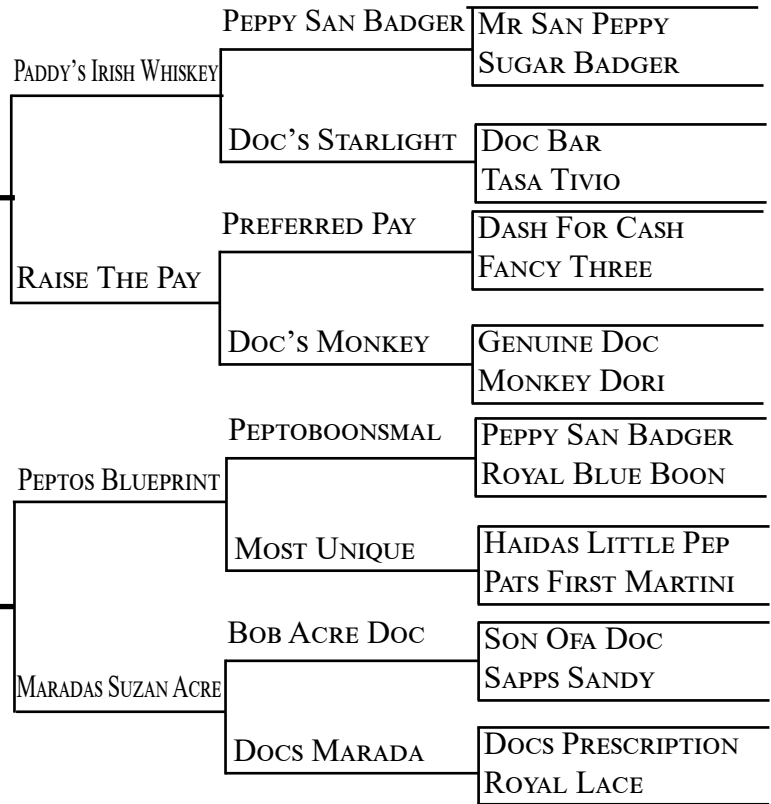 Peppy San Badger
Mr San Peppy
Sugar Badger
Paddy's Irish Whiskey
Doc's Starlight
Doc Bar
Tasa Tivio
Preferred Pay
Dash For Cash
Fancy Three
Raise The Pay
Doc's Monkey
Genuine Doc
Monkey Dori
Peptoboonsmal
Peppy San Badger
Royal Blue Boon
Peptos Blueprint
Most Unique
Haidas Little Pep
Pats First Martini
Bob Acre Doc
Son Ofa Doc
Sapps Sandy
Maradas Suzan Acre
Docs Marada
Docs Prescription
Royal Lace